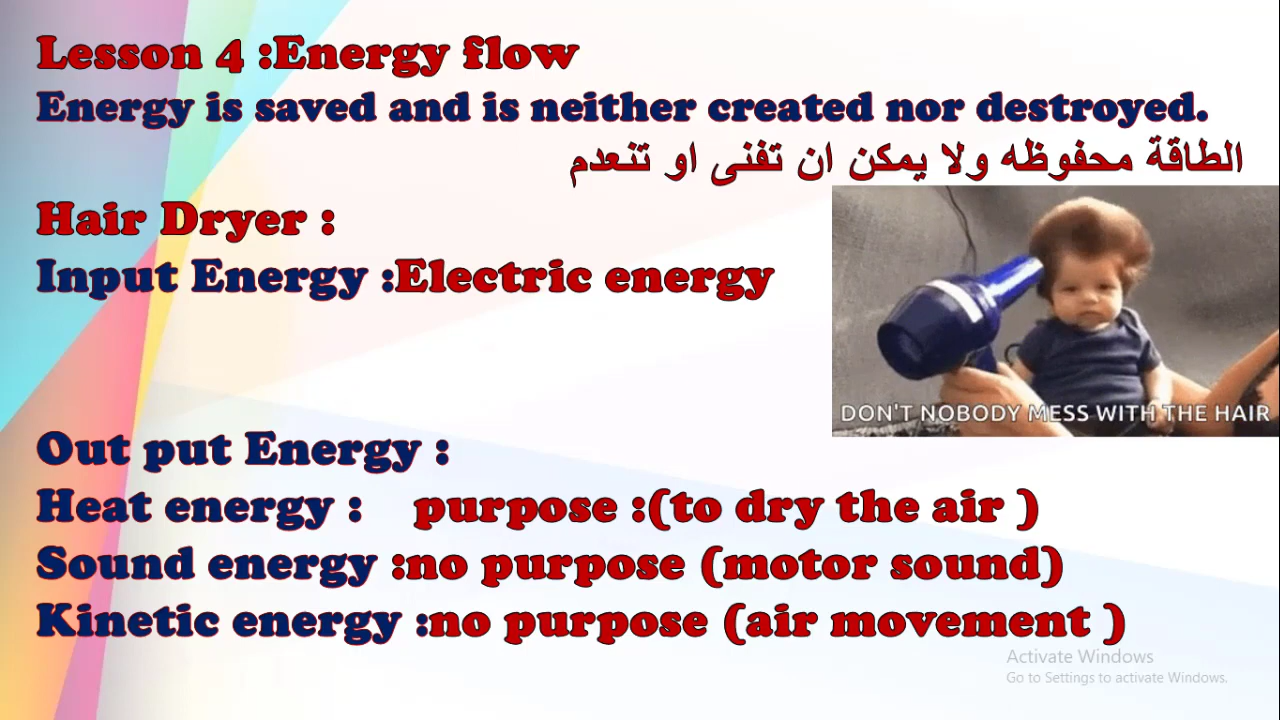 Lesson 4 :Energy flow
Energy is saved and is neither created nor destroyed.
الطاقة محفوظه ولا يمكن ان تفنى او تنعدم
Hair Dryer :
Input Energy :Electric energy
DON'T NOBODY MESS WITH THE HAIR
Out put Energy :
Heat energy : purpose :(to dry the air )
Sound energy :no purpose (motor sound)
Kinetic energy :no purpose (air movement )
Activate Windows
Go to Settings to activate Windows.